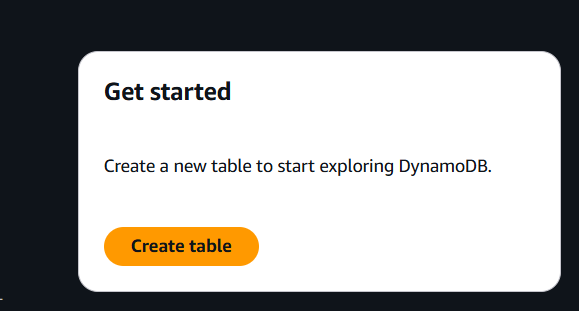 Get started
Create a new table to start exploring DynamoDB.
Create table